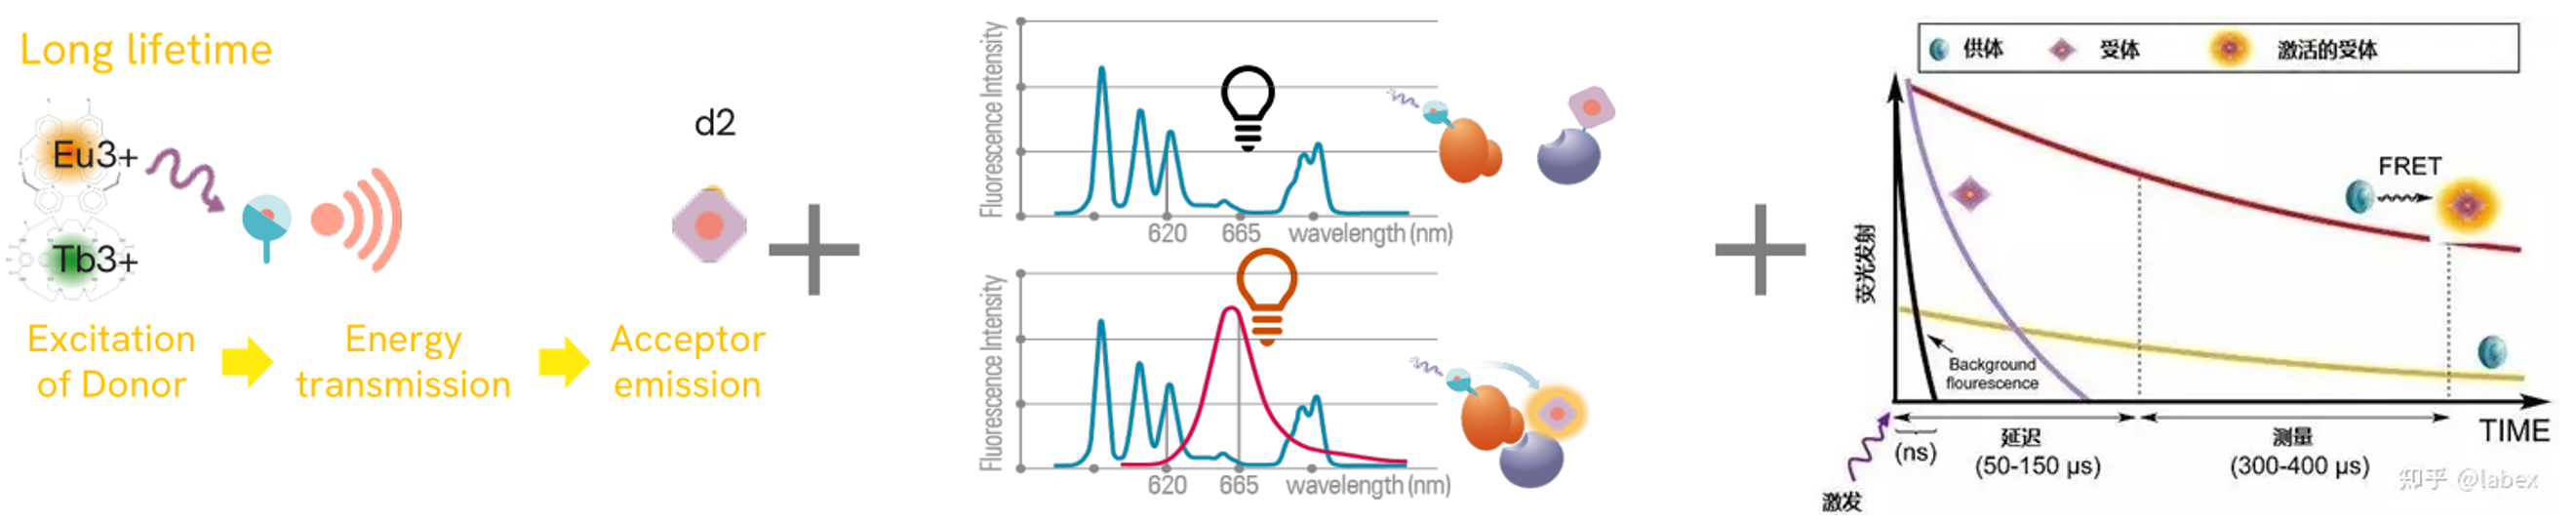 Long lifetime
Eu3+
Tb3+
d2
Excitation
of Donor
Energy
transmission
Acceptor
emission
Fluorescence Intensity
620
665
wavelength (nm)
Fluorescence Intensity
620
665
wavelength (nm)
供体
受体
激活的受体
荧光发射
FRET
Background
flourescence
TIME
(ns)
延迟
(50-150 µs)
测量
(300-400 µs)
激发
知乎 @labex